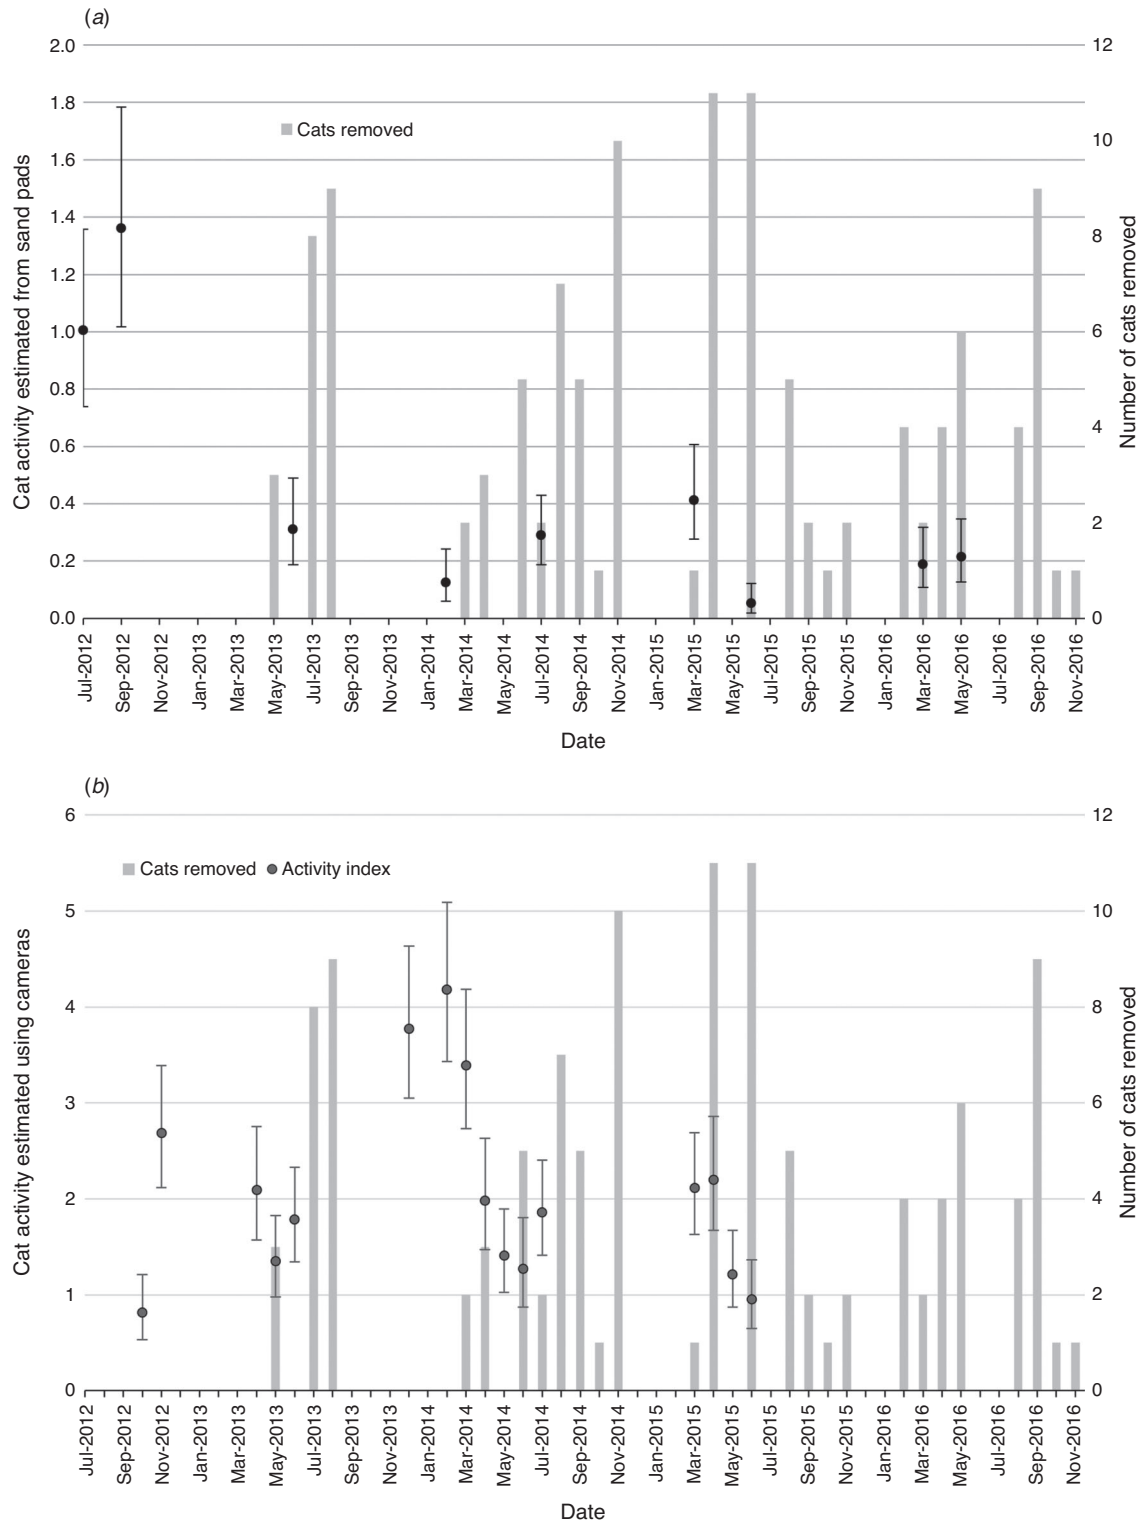 (a)
2.0
1.8
1.6
1.4
1.2
1.0
0.8
0.6
0.4
0.2
0.0
Cat activity estimated from sand pads
Cats removed
12
10
8
6
4
2
0
Number of cats removed
Jul-2012
Sep-2012
Nov-2012
Jan-2013
Mar-2013
May-2013
Jul-2013
Sep-2013
Nov-2013
Jan-2014
Mar-2014
May-2014
Jul-2014
Sep-2014
Nov-2014
Jan-2015
Mar-2015
May-2015
Jul-2015
Sep-2015
Nov-2015
Jan-2016
Mar-2016
May-2016
Jul-2016
Sep-2016
Nov-2016
Date
(b)
6
5
4
3
2
1
0
Cat activity estimated using cameras
Cats removed Activity index
12
10
8
6
4
2
0
Number of cats removed
Jul-2012
Sep-2012
Nov-2012
Jan-2013
Mar-2013
May-2013
Jul-2013
Sep-2013
Nov-2013
Jan-2014
Mar-2014
May-2014
Jul-2014
Sep-2014
Nov-2014
Jan-2015
Mar-2015
May-2015
Jul-2015
Sep-2015
Nov-2015
Jan-2016
Mar-2016
May-2016
Jul-2016
Sep-2016
Nov-2016
Date